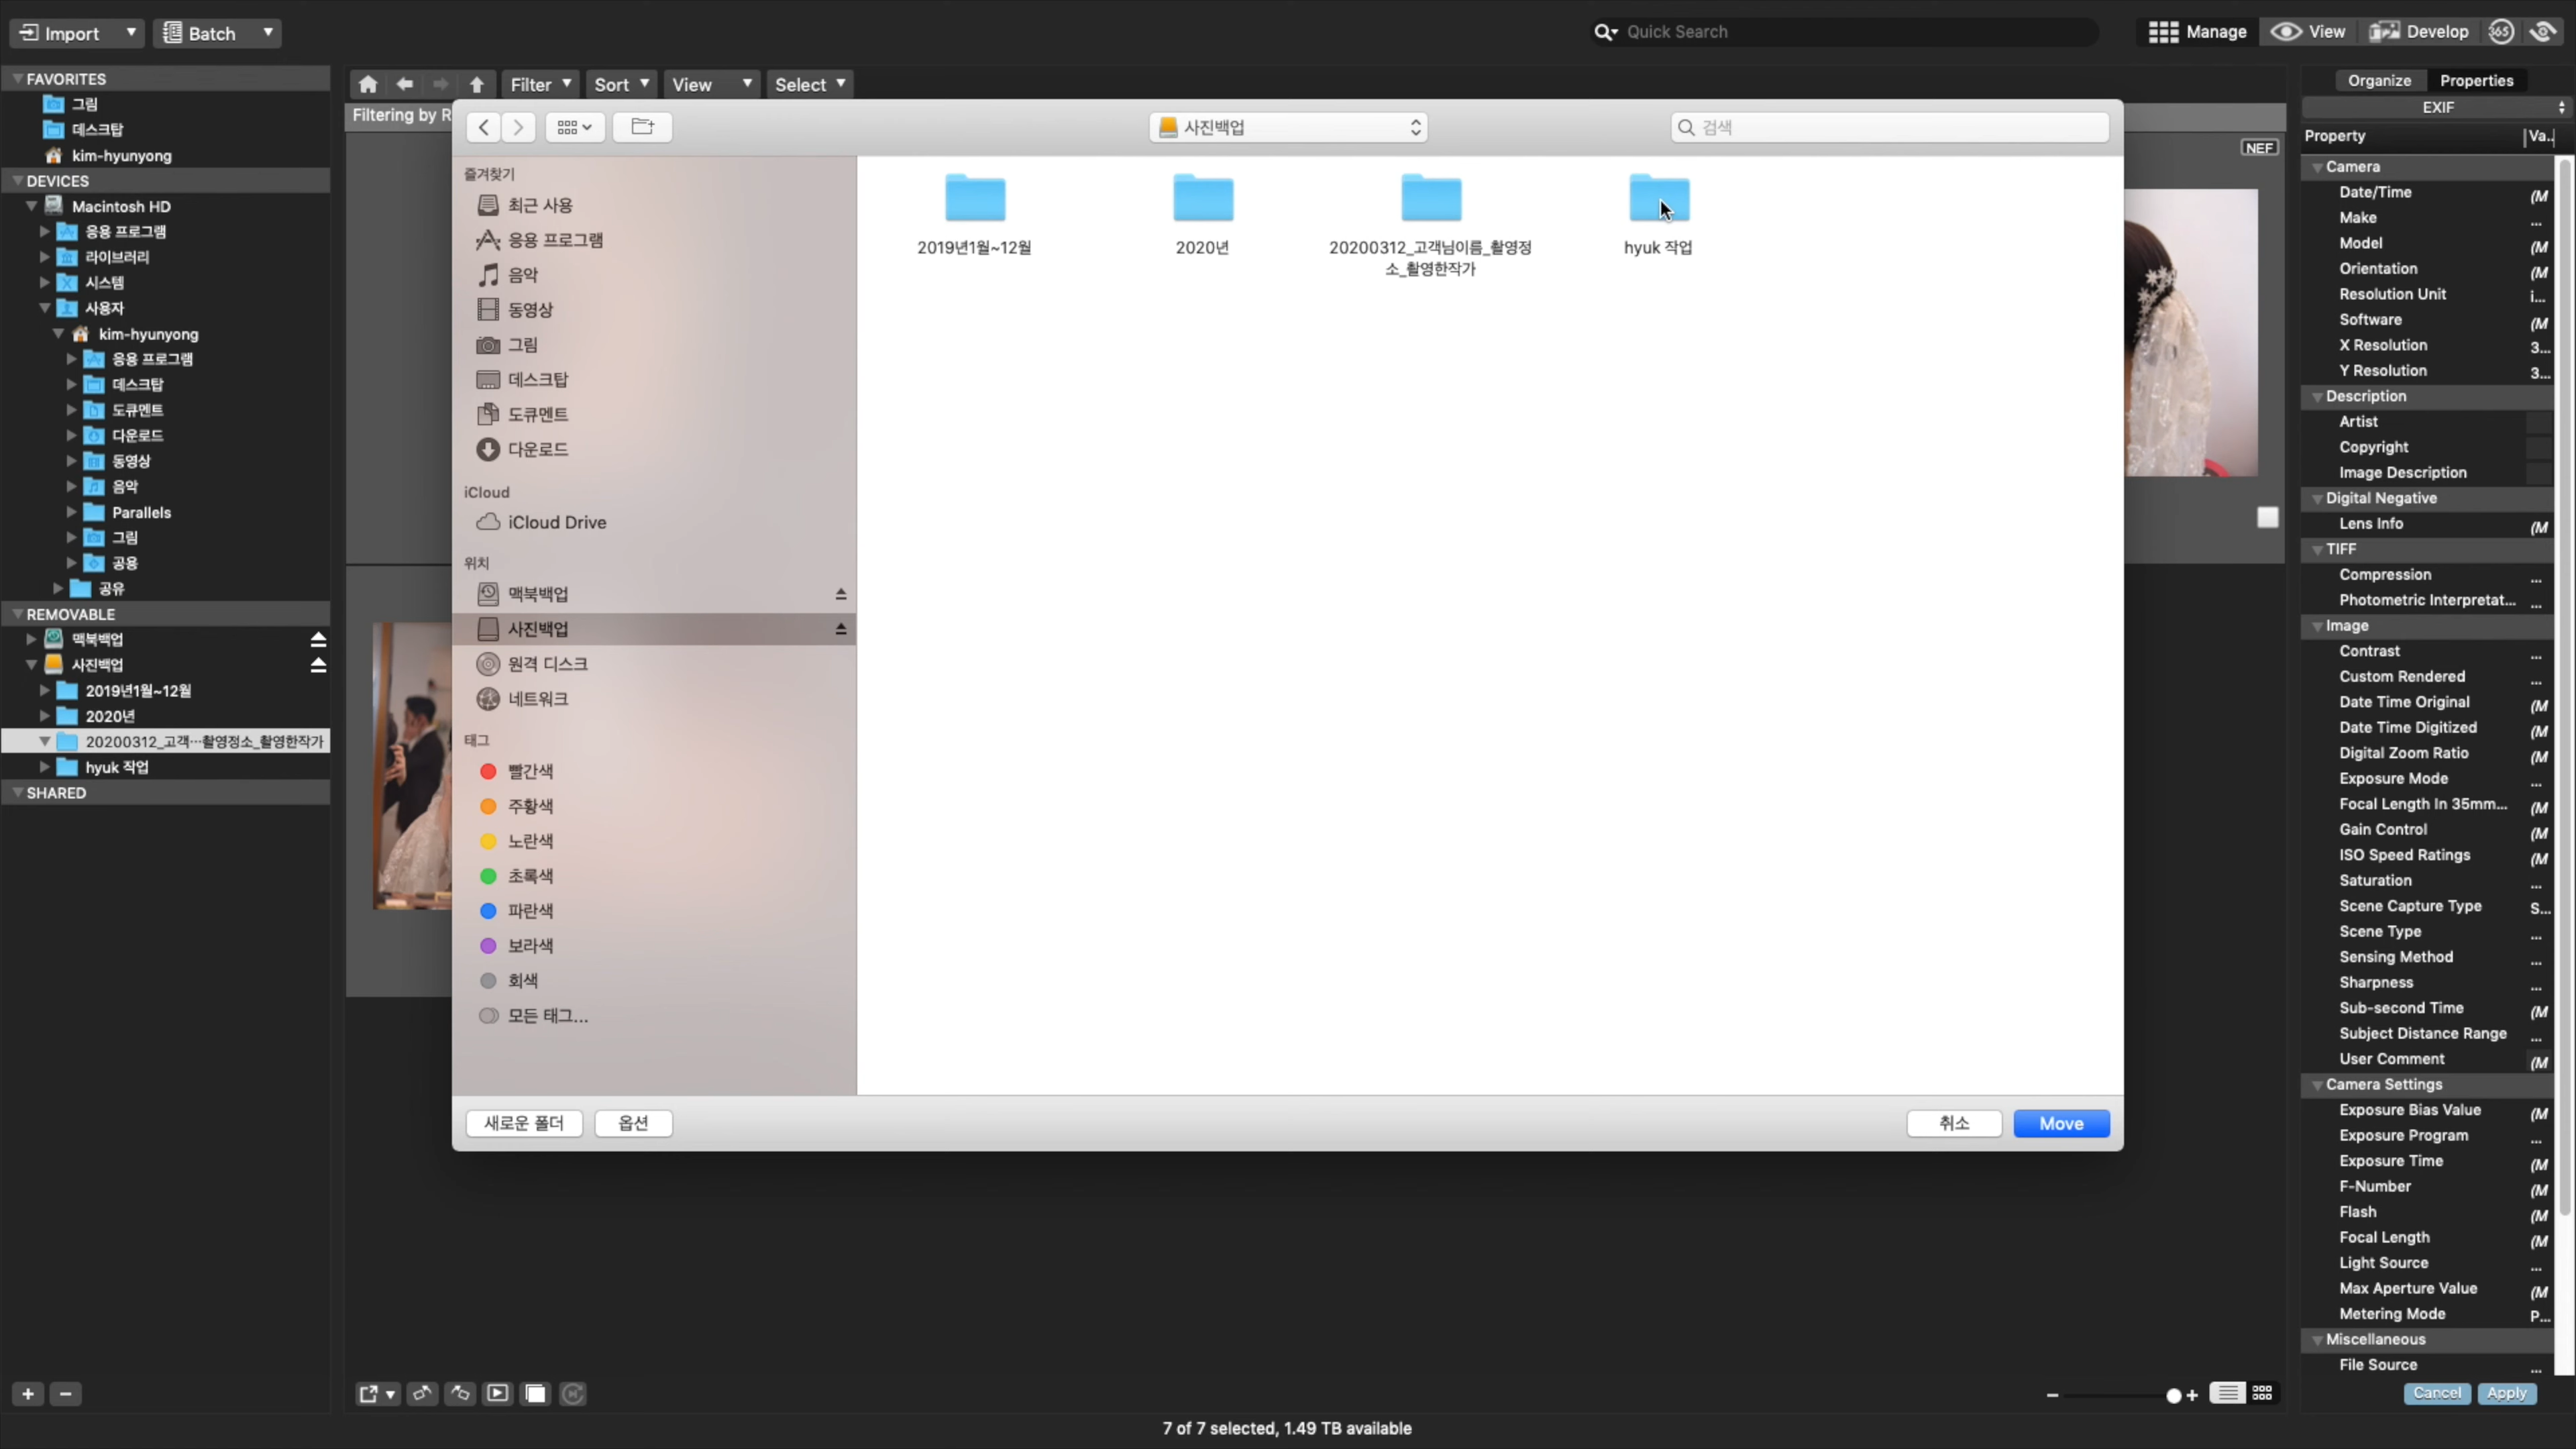 Import
Batch
Quick Search
Manage
View
Develop
365
FAVORITES
그림
데스크탑
kim-hyunyong
DEVICES
Macintosh HD
응용 프로그램
라이브러리
시스템
사용자
kim-hyunyong
응용 프로그램
데스크탑
도큐멘트
다운로드
동영상
음악
Parallels
그림
공용
공유
REMOVABLE
맥북백업
사진백업
2019년1월~12월
2020년
20200312_고객…촬영정소_촬영한작가
hyuk 작업
SHARED
Filter
Sort
View
Select
Filtering by R
사진백업
검색
즐겨찾기
최근 사용
응용 프로그램
음악
동영상
그림
데스크탑
도큐멘트
다운로드
iCloud
iCloud Drive
위치
맥북백업
사진백업
원격 디스크
네트워크
태그
빨간색
주황색
노란색
초록색
파란색
보라색
회색
모든 태그...
2019년1월~12월
2020년
20200312_고객님이름_촬영정
소_촬영한작가
hyuk 작업
새로운 폴더
옵션
취소
Move
NEF
Organize
Properties
EXIF
Property Va..
Camera
Date/Time (M
Make ...
Model (M
Orientation (M
Resolution Unit i...
Software (M
X Resolution 3...
Y Resolution 3...
Description
Artist
Copyright
Image Description
Digital Negative
Lens Info (M
TIFF
Compression ...
Photometric Interpretat... ...
Image
Contrast ...
Custom Rendered ...
Date Time Original (M
Date Time Digitized (M
Digital Zoom Ratio (M
Exposure Mode ...
Focal Length In 35mm... (M
Gain Control (M
ISO Speed Ratings (M
Saturation ...
Scene Capture Type S...
Scene Type ...
Sensing Method ...
Sharpness ...
Sub-second Time (M
Subject Distance Range ...
User Comment (M
Camera Settings
Exposure Bias Value (M
Exposure Program ...
Exposure Time (M
F-Number (M
Flash (M
Focal Length (M
Light Source ...
Max Aperture Value (M
Metering Mode P...
Miscellaneous
File Source ...
Cancel
Apply
7 of 7 selected, 1.49 TB available